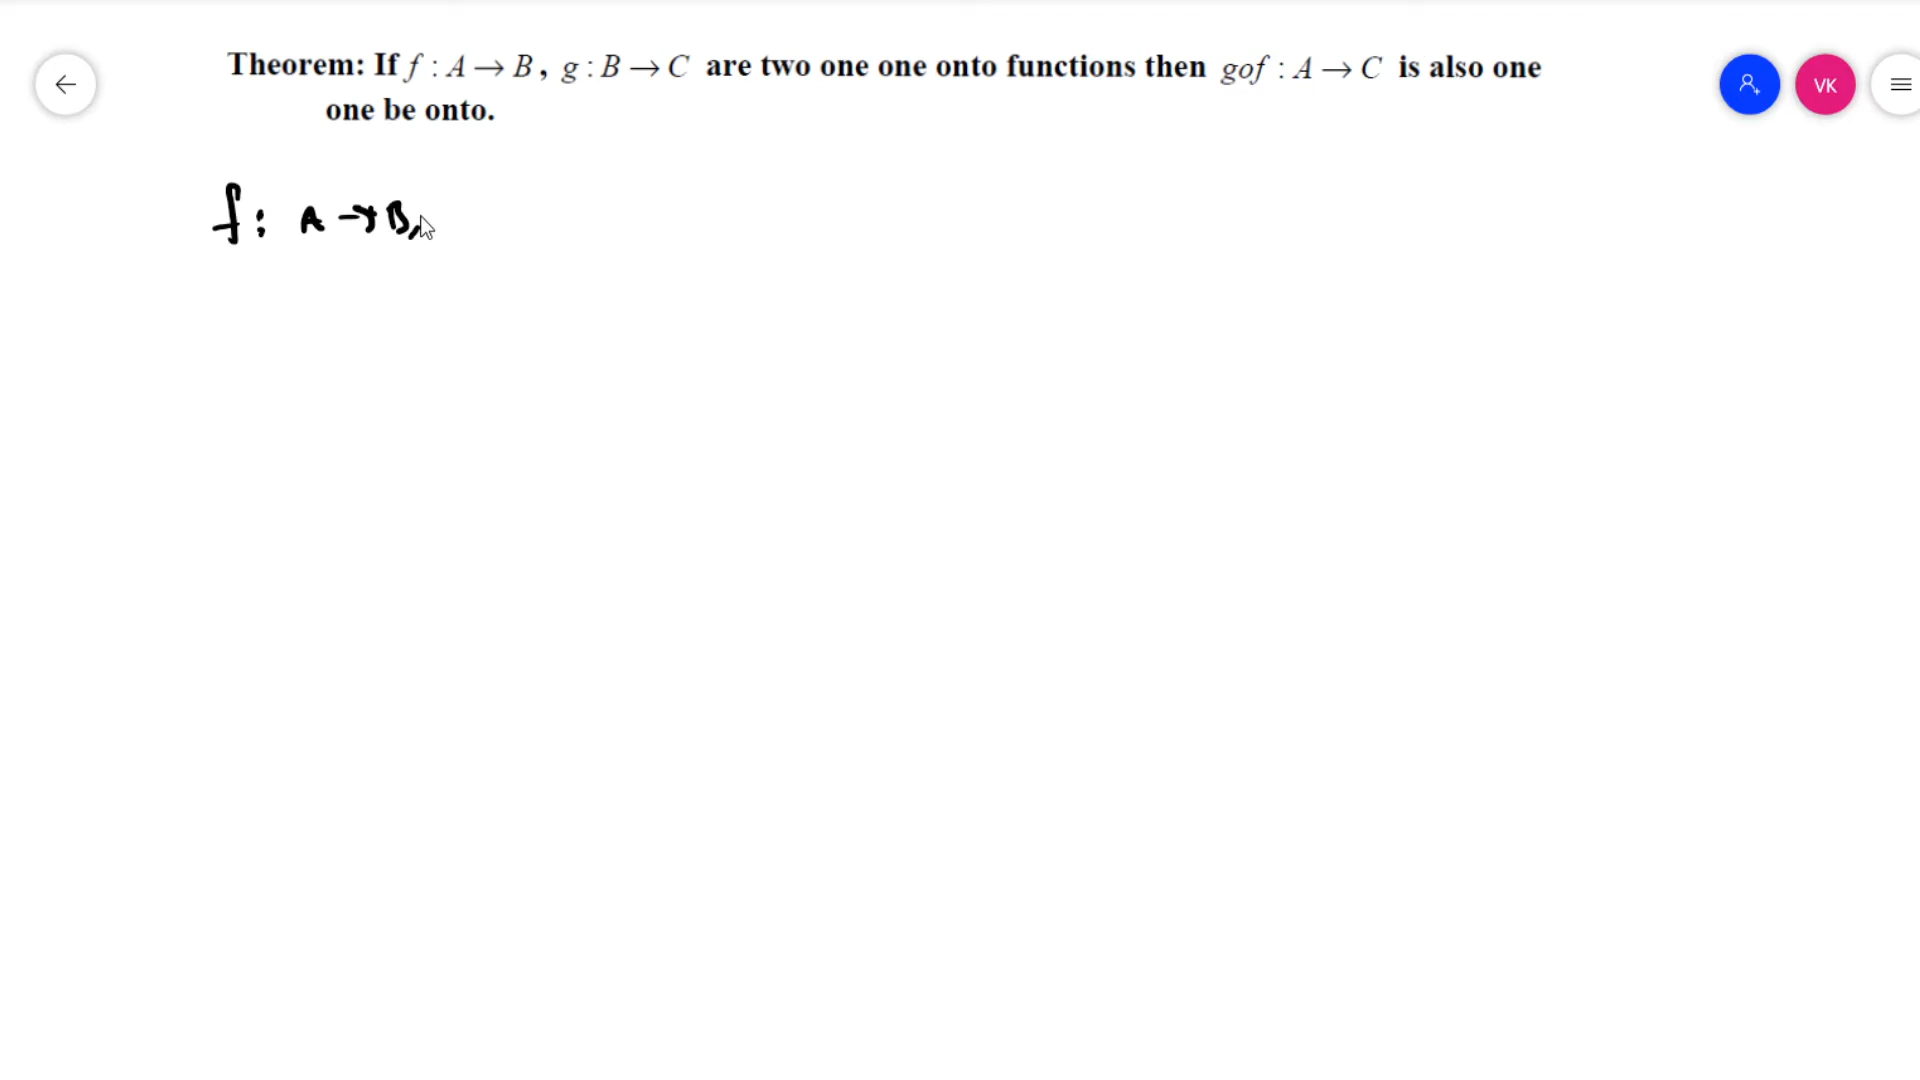 Theorem: If f : A → B , g : B → C are two one one onto functions then gof : A → C is also one
one be onto.
VK
f : A → B,